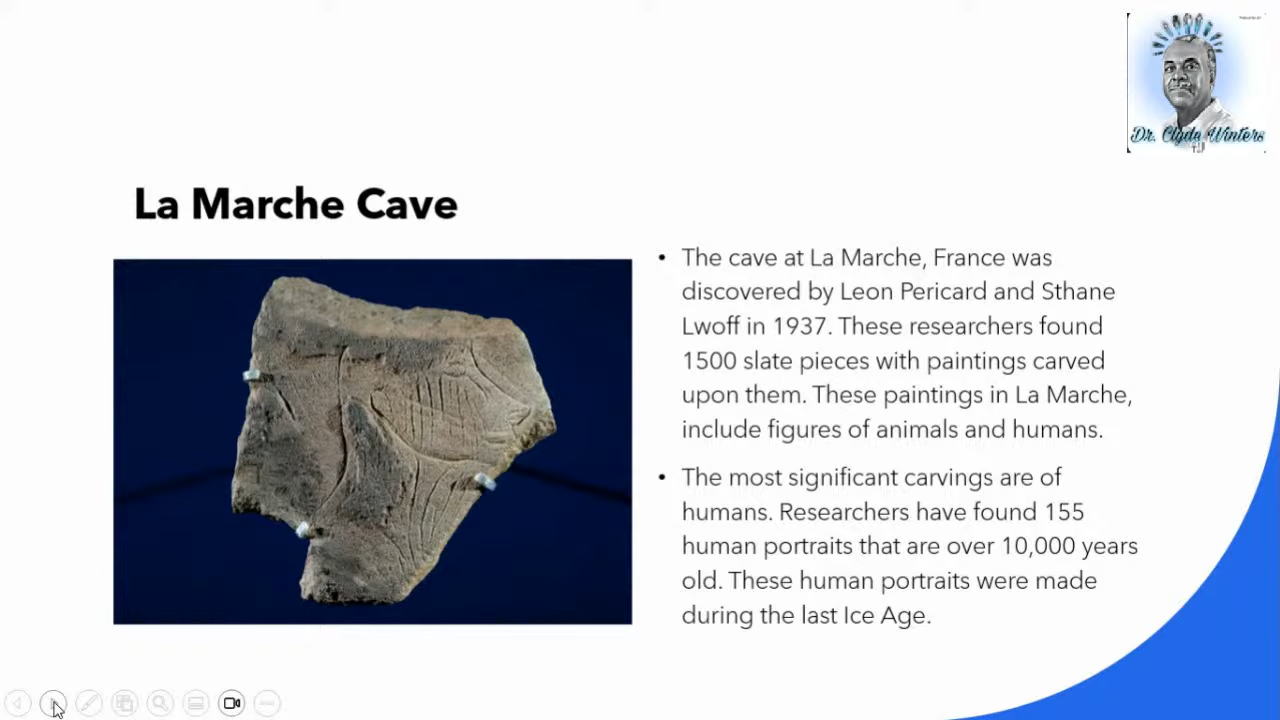 Dr. Clyde Winters
La Marche Cave
• The cave at La Marche, France was
discovered by Leon Pericard and Sthane
Lwoff in 1937. These researchers found
1500 slate pieces with paintings carved
upon them. These paintings in La Marche,
include figures of animals and humans.
• The most significant carvings are of
humans. Researchers have found 155
human portraits that are over 10,000 years
old. These human portraits were made
during the last Ice Age.